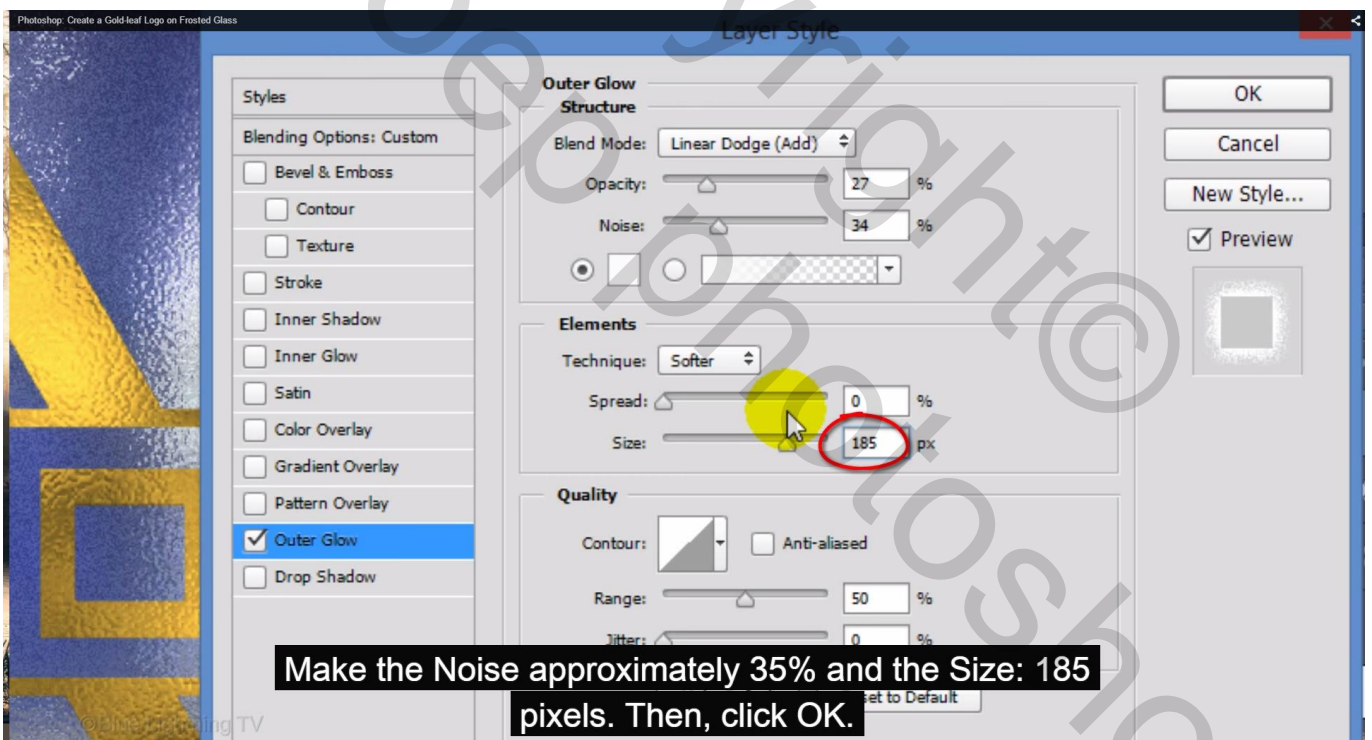 Photoshop: Create a Gold-leaf Logo on Frosted Glass
Layer Style
Styles
Blending Options: Custom
Bevel & Emboss
Contour
Texture
Stroke
Inner Shadow
Inner Glow
Satin
Color Overlay
Gradient Overlay
Pattern Overlay
Outer Glow
Drop Shadow
Outer Glow
Structure
Blend Mode: Linear Dodge (Add)
Opacity: 27 %
Noise: 34 %
Elements
Technique: Softer
Spread: 0 %
Size: 185 px
Quality
Contour: Anti-aliased
Range: 50 %
Jitter: 0 %
set to Default
OK
Cancel
New Style...
Preview
Make the Noise approximately 35% and the Size: 185
pixels. Then, click OK.
TV